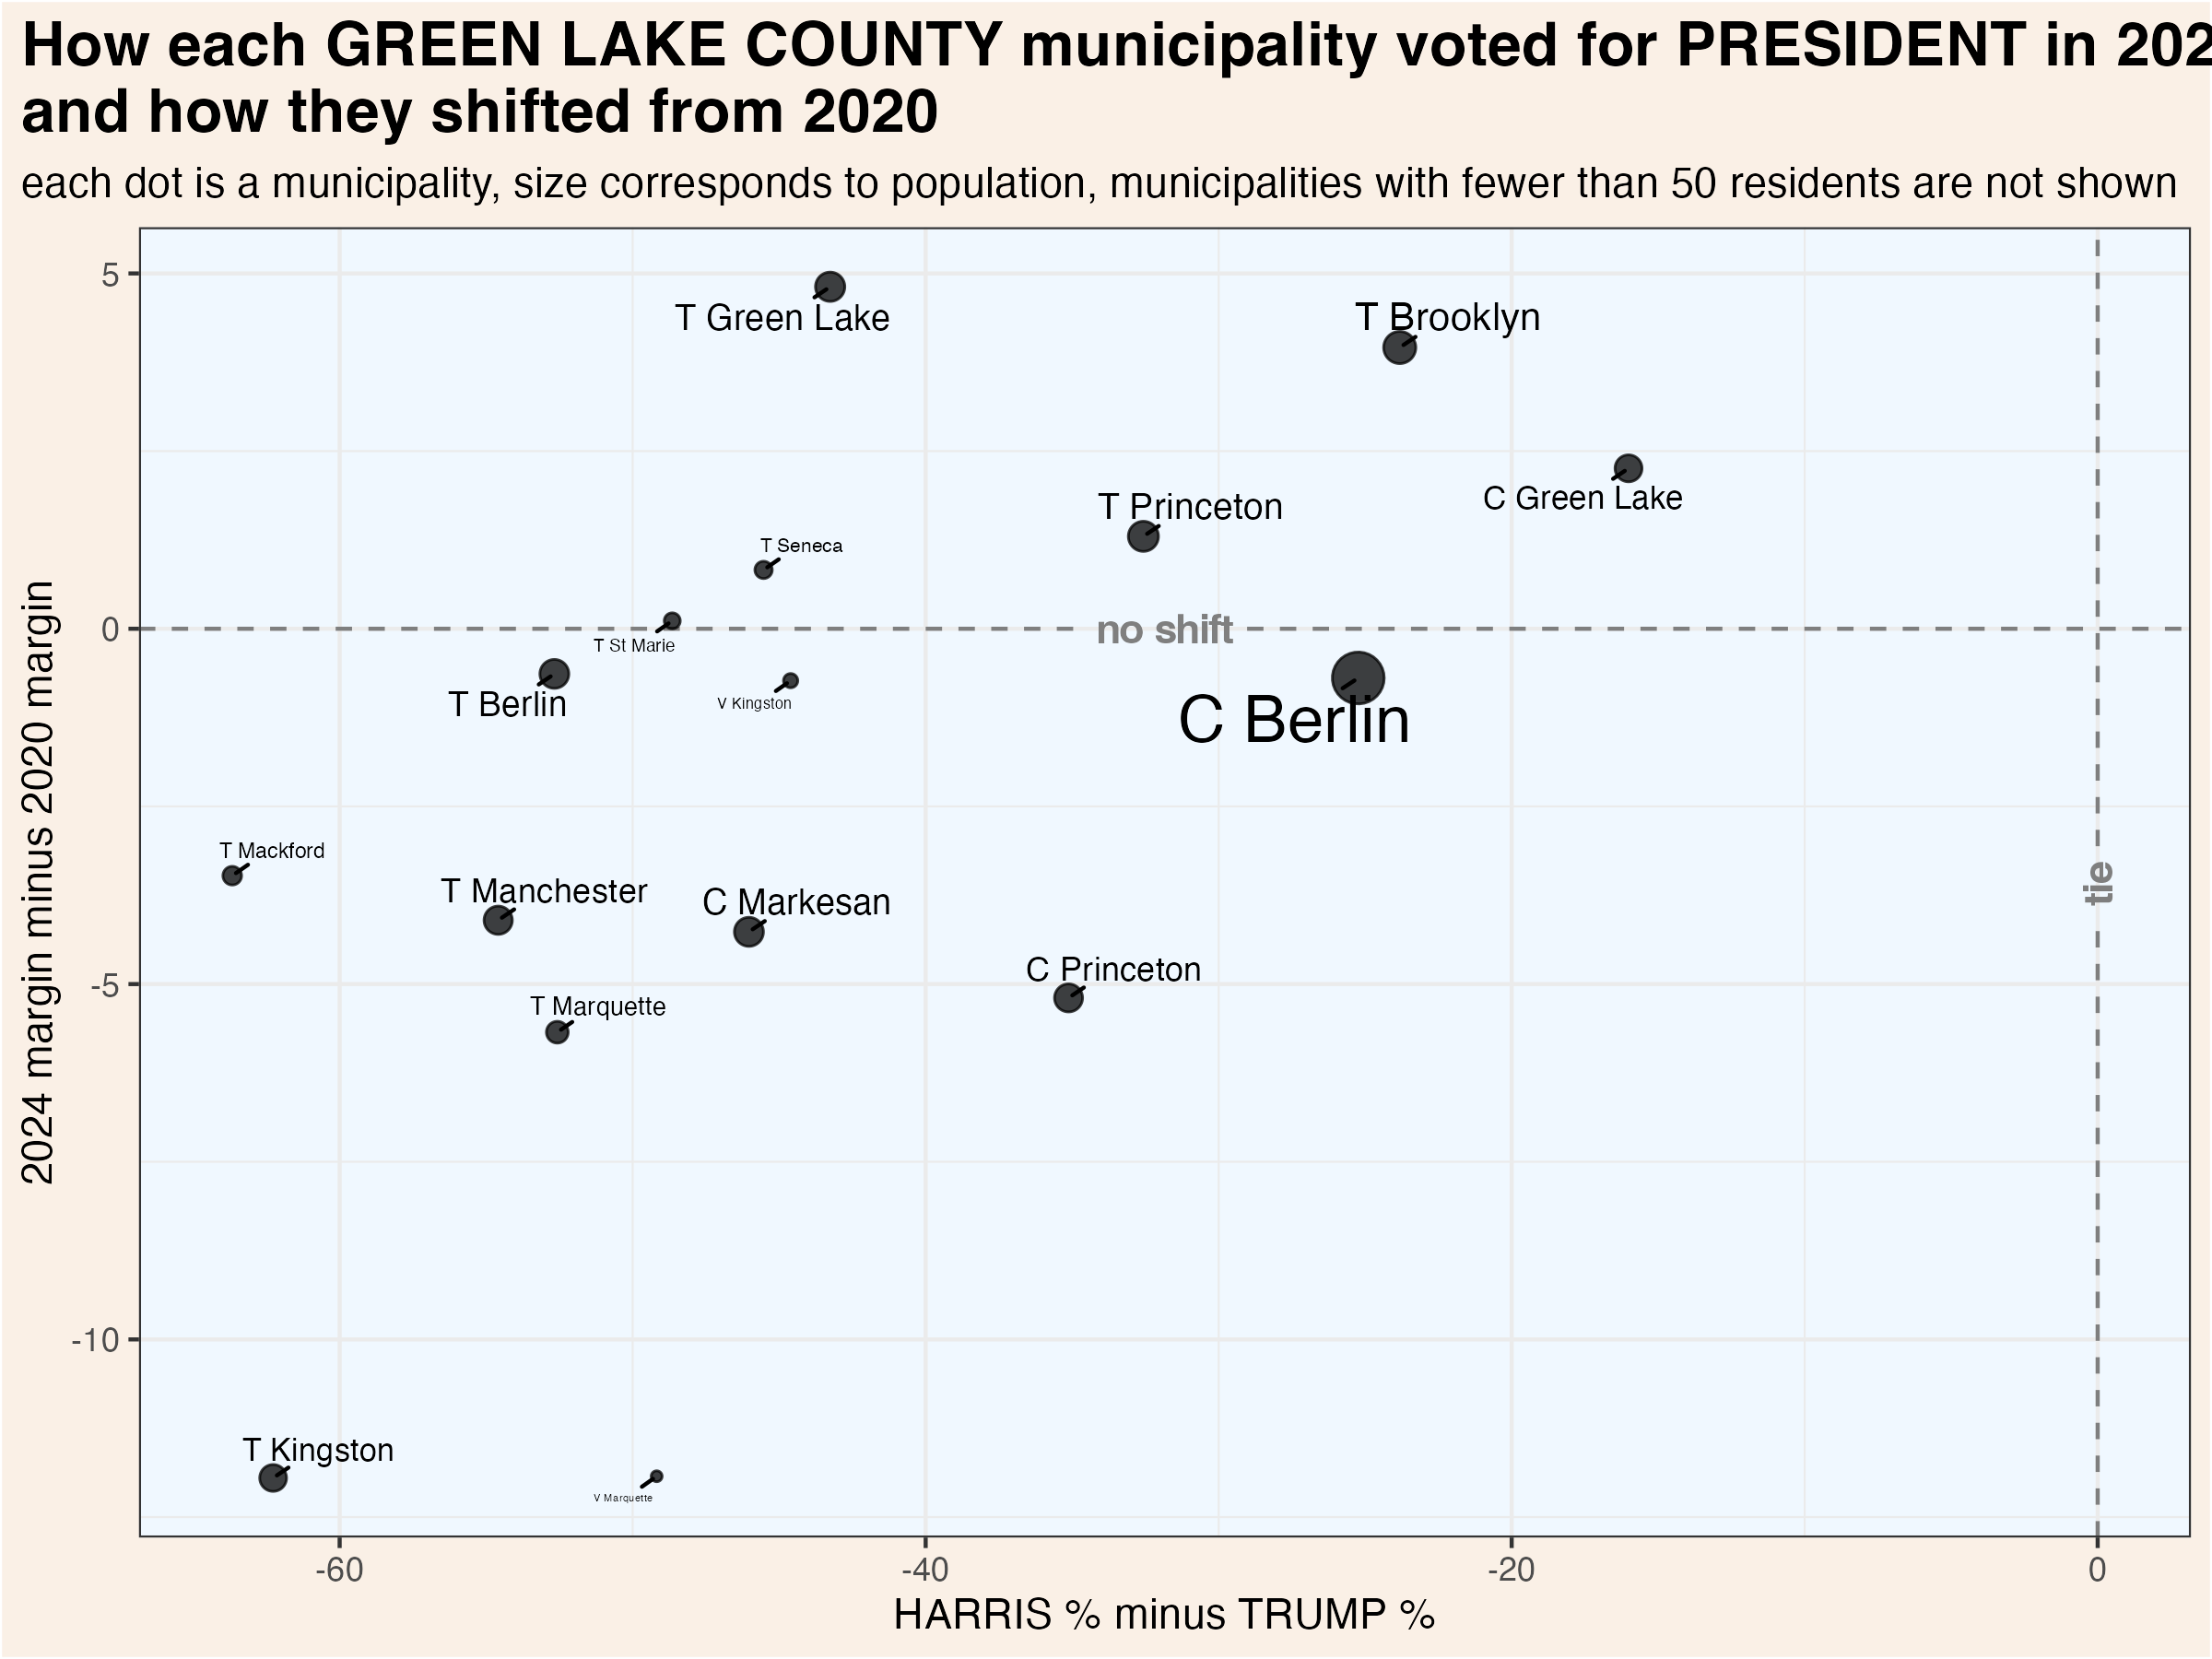 How each GREEN LAKE COUNTY municipality voted for PRESIDENT in 202
and how they shifted from 2020
each dot is a municipality, size corresponds to population, municipalities with fewer than 50 residents are not shown
5
T Green Lake
T Brooklyn
C Green Lake
T Princeton
T Seneca
0
no shift
T St Marie
T Berlin
V Kingston
C Berlin
2024 margin minus 2020 margin
T Mackford
T Manchester
C Markesan
tie
C Princeton
-5
T Marquette
-10
T Kingston
V Marquette
-60
-40
-20
0
HARRIS % minus TRUMP %